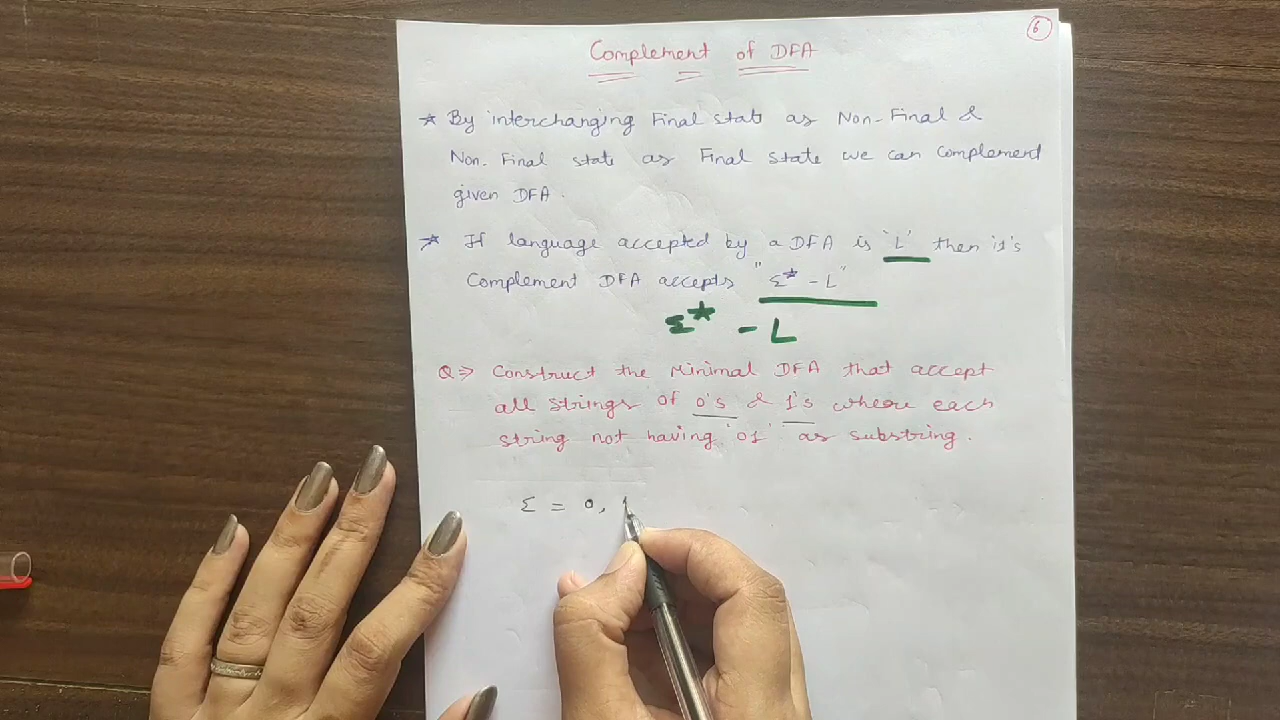 6
Complement of DFA
* By interchanging Final state as Non-Final &
Non-Final state as Final state we can complement
given DFA.
* If language accepted by a DFA is 'L' then it's
Complement DFA accepts "Σ* - L"
Σ* - L
Q⇒ Construct the Minimal DFA that accept
all strings of 0's & 1's where each
string not having '01' as substring.
Σ = 0, 1